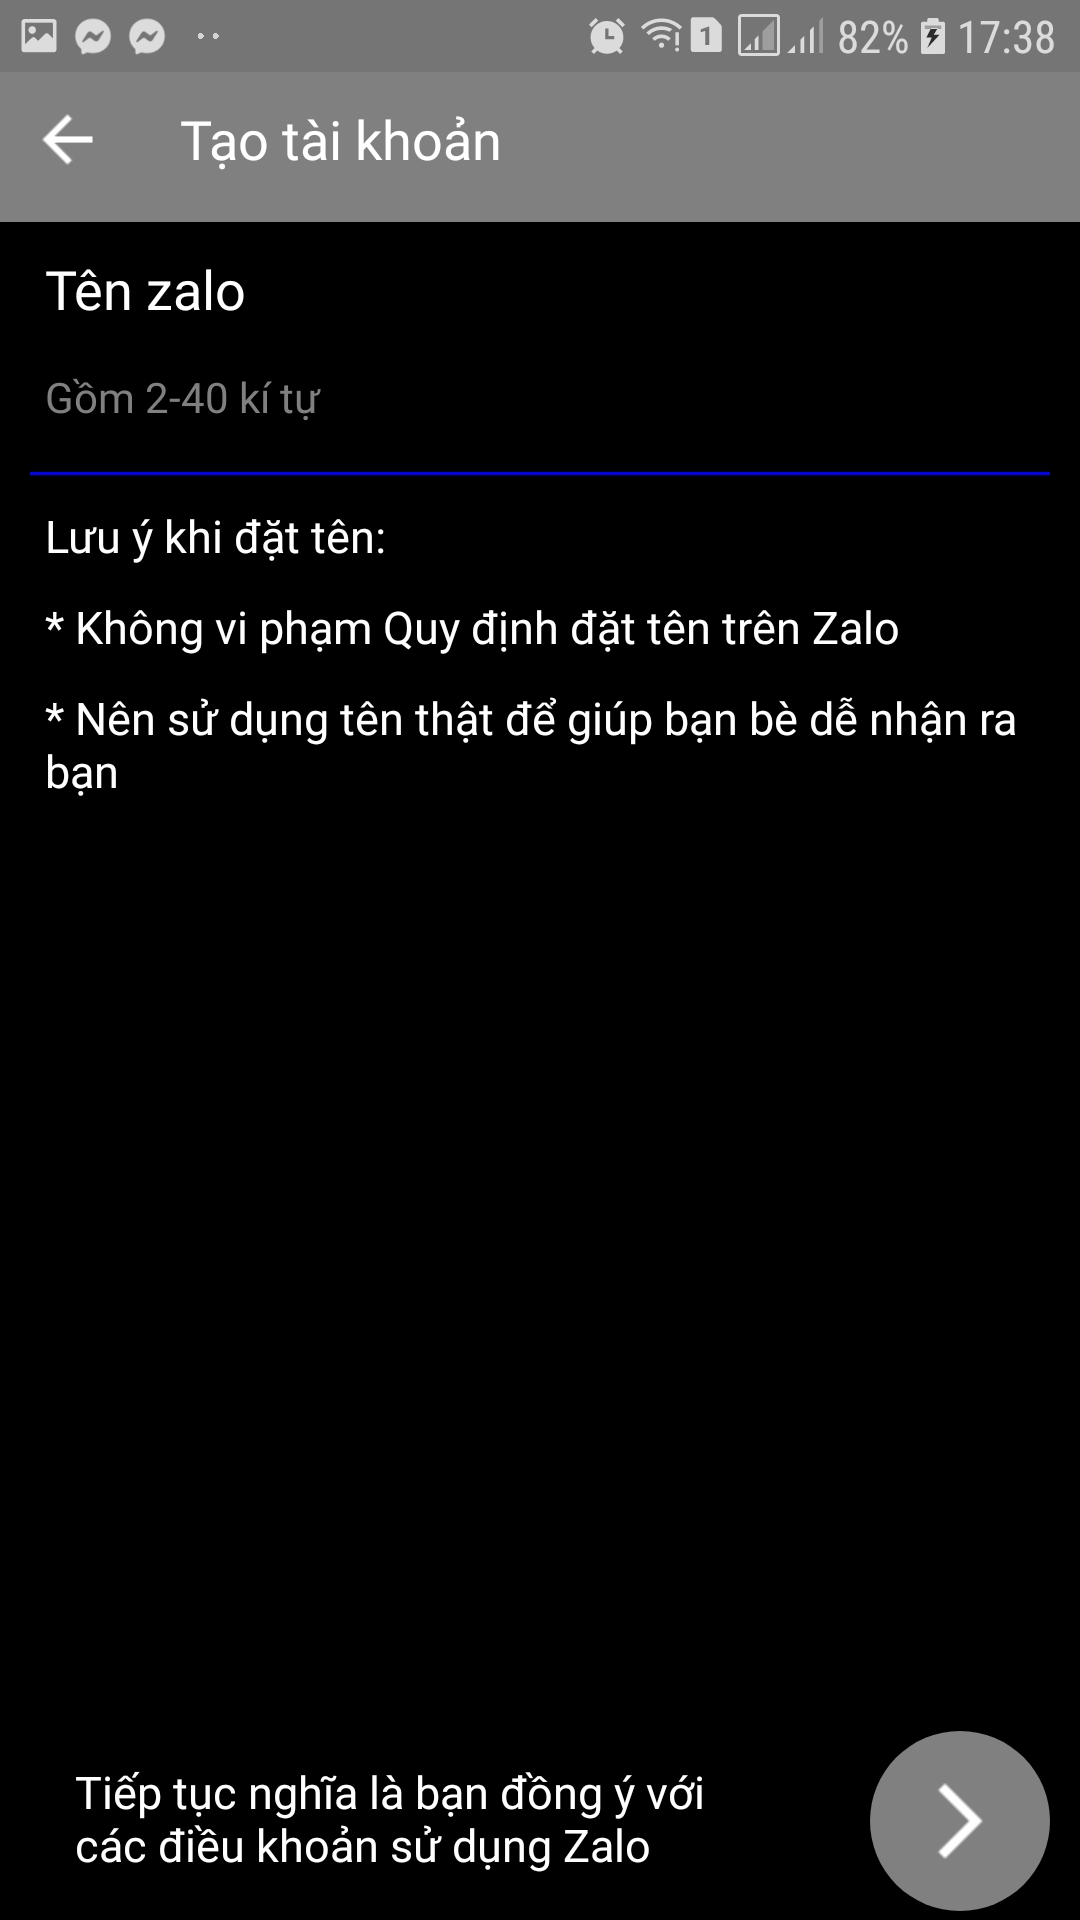 1 82% 17:38
Tạo tài khoản
Tên zalo
Gồm 2-40 kí tự
Lưu ý khi đặt tên:
* Không vi phạm Quy định đặt tên trên Zalo
* Nên sử dụng tên thật để giúp bạn bè dễ nhận ra
bạn
Tiếp tục nghĩa là bạn đồng ý với
các điều khoản sử dụng Zalo